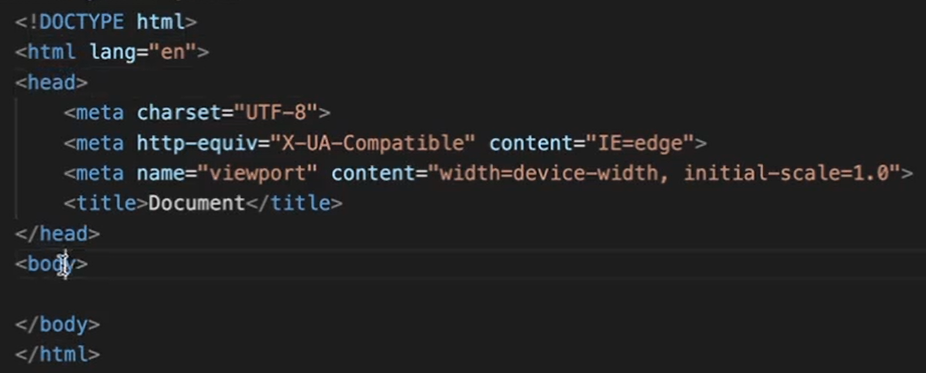 <!DOCTYPE html>
<html lang="en">
<head>
    <meta charset="UTF-8">
    <meta http-equiv="X-UA-Compatible" content="IE=edge">
    <meta name="viewport" content="width=device-width, initial-scale=1.0">
    <title>Document</title>
</head>
<body>

</body>
</html>